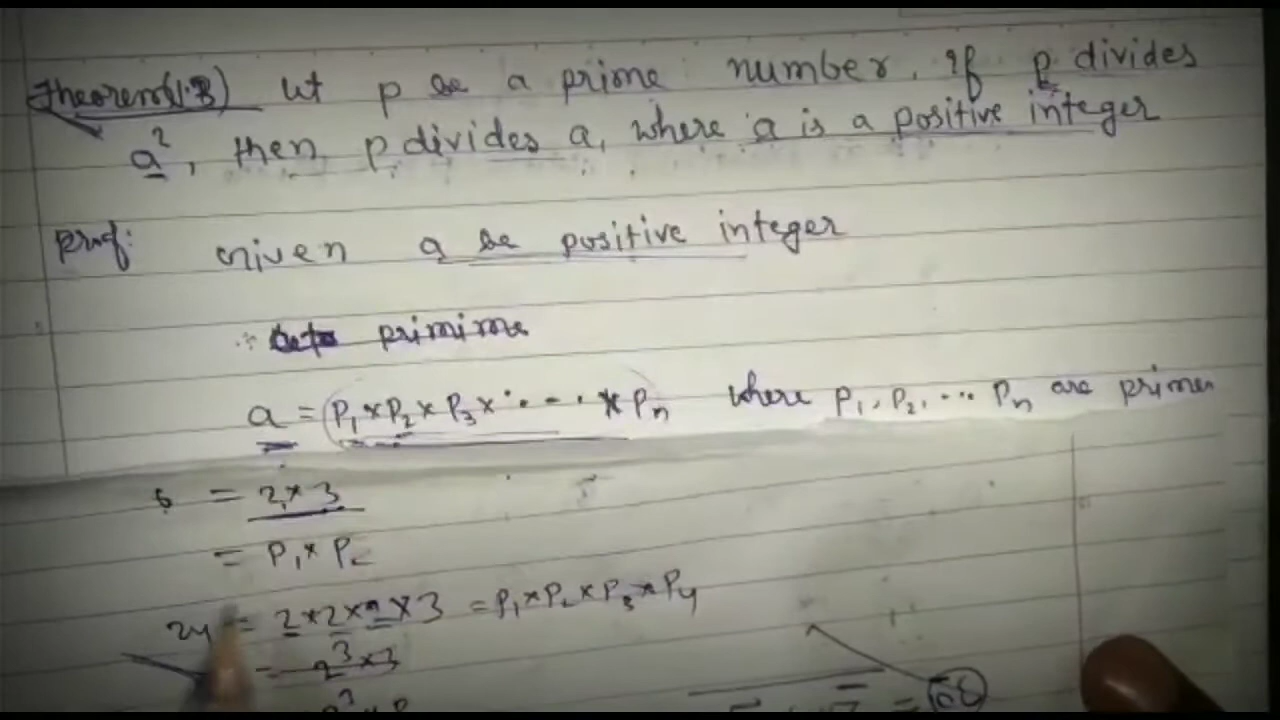 Theorem(1.3) let p be a prime number. If p divides
a², then p divides a, where a is a positive integer
Proof: Given a be positive integer
primime
a = p₁ × p₂ × p₃ × ..... × pₙ where p₁, p₂, ... pₙ are primes
6 = 2 × 3
= p₁ × p₂
24 = 2 × 2 × 2 × 3 = p₁ × p₂ × p₃ × p₄
= 2³ × 3